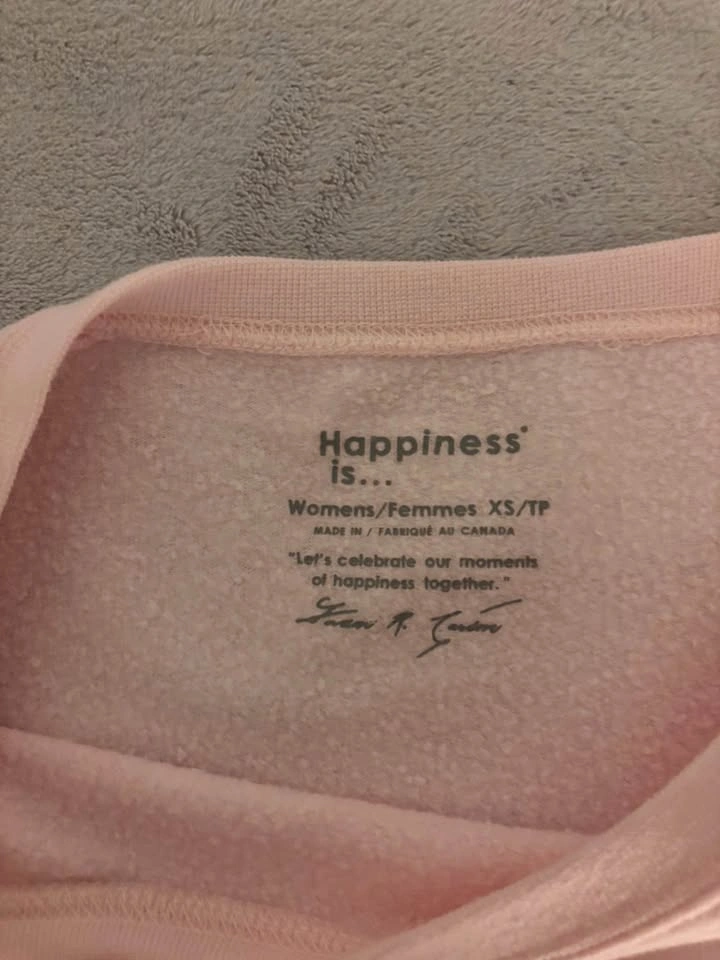 Happiness
is...
Womens/Femmes XS/TP
MADE IN / FABRIQUÉ AU CANADA
"Let's celebrate our moments
of happiness together."
R.